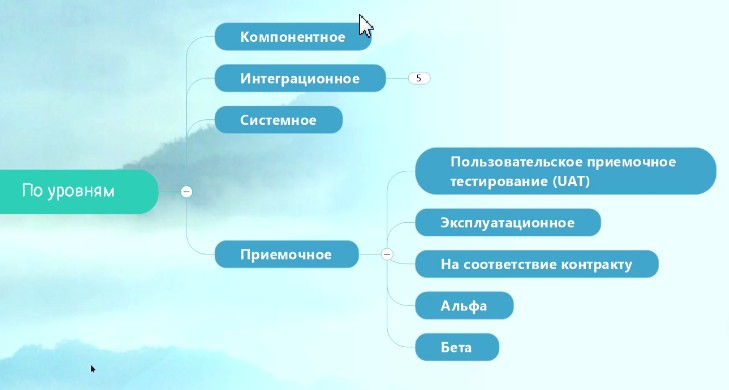 Компонентное
Интеграционное
5
Системное
По уровням
Приемочное
Пользовательское приемочное
тестирование (UAT)
Эксплуатационное
На соответствие контракту
Альфа
Бета